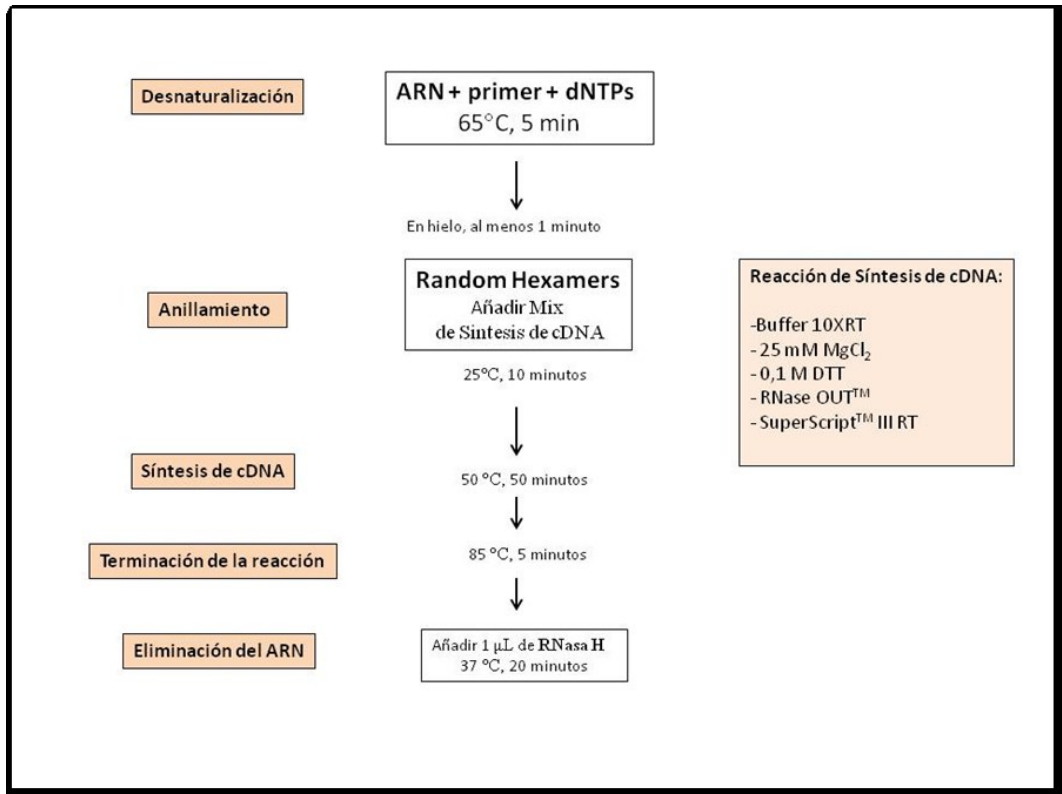 Desnaturalización
ARN + primer + dNTPs
65°C, 5 min
En hielo, al menos 1 minuto
Anillamiento
Random Hexamers
Añadir Mix
de Sintesis de cDNA
25°C, 10 minutos
Reacción de Síntesis de cDNA:
-Buffer 10XRT
- 25 mM MgCl₂
- 0,1 M DTT
- RNase OUT™
- SuperScript™ III RT
Síntesis de cDNA
50 °C, 50 minutos
Terminación de la reacción
85 °C, 5 minutos
Eliminación del ARN
Añadir 1 µL de RNasa H
37 °C, 20 minutos